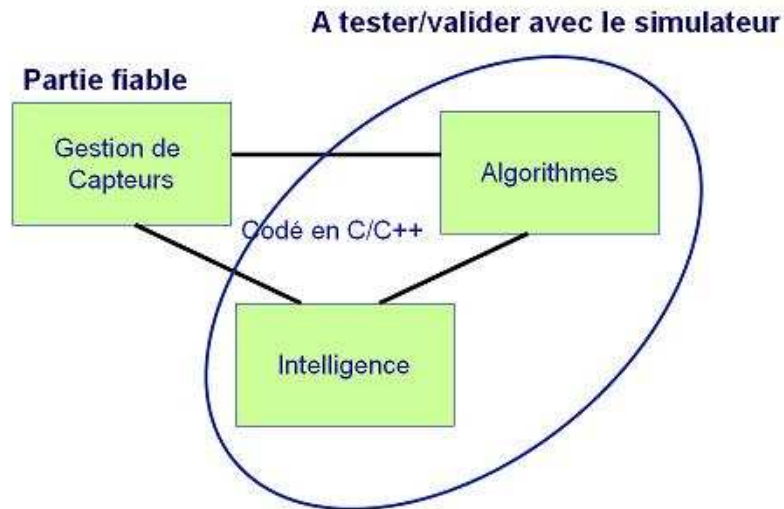 A tester/valider avec le simulateur
Partie fiable
Gestion de
Capteurs
Algorithmes
Codé en C/C++
Intelligence